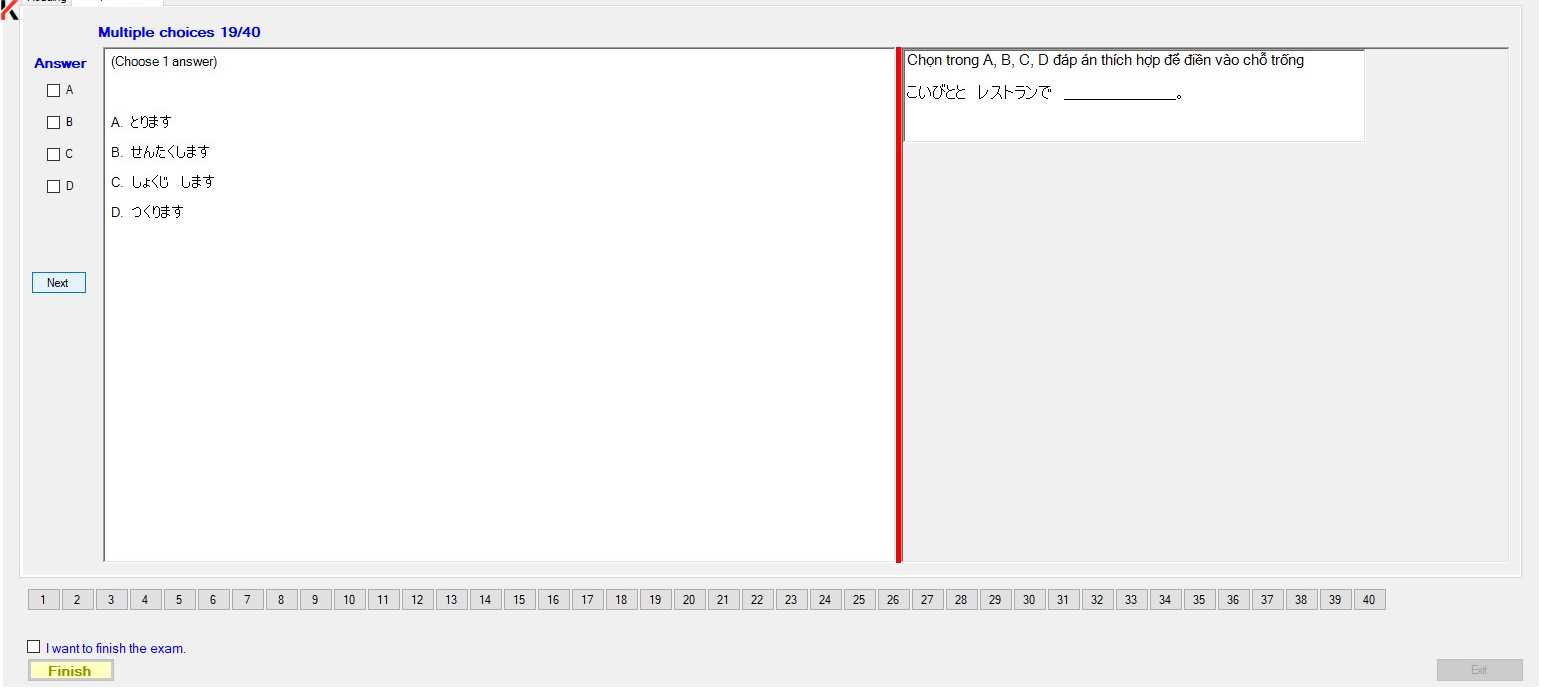 Multiple choices 19/40
Answer
A
B
C
D
Next
(Choose 1 answer)
A. とります
B. せんたくします
C. しょくじ　します
D. つくります
Chọn trong A, B, C, D đáp án thích hợp để điền vào chỗ trống
こいびとと　レストランで　______________。
1 2 3 4 5 6 7 8 9 10 11 12 13 14 15 16 17 18 19 20 21 22 23 24 25 26 27 28 29 30 31 32 33 34 35 36 37 38 39 40
I want to finish the exam.
Finish
Exit